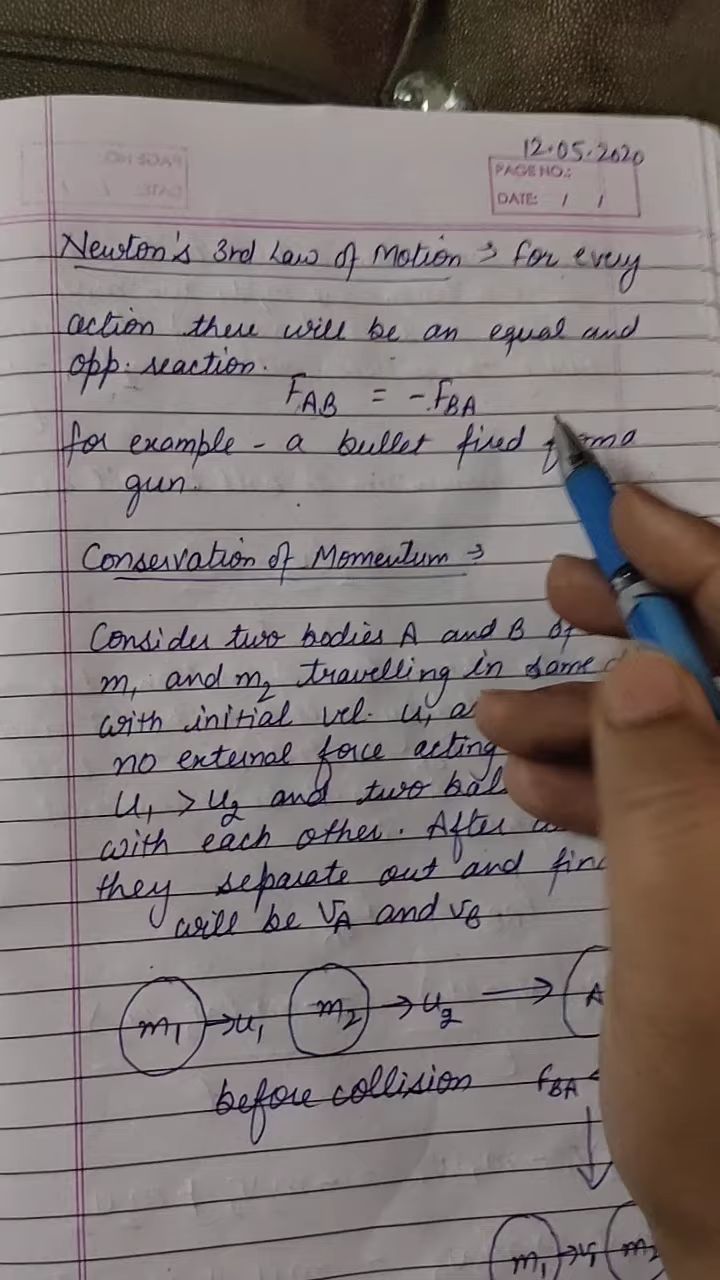 12.05.2020
PAGE NO.:
DATE: / /
Newton's 3rd Law of Motion → for every
action there will be an equal and
opp. reaction.
FAB = -FBA
for example - a bullet fired from a
gun.
Conservation of Momentum →
Consider two bodies A and B of
m1 and m2 travelling in same
with initial vel. u1
no external force acting
u1 > u2 and two
with each other. After
they separate out and
will be VA and VB
m1 → u1 m2 → u2 → A
before collision FBA
m1 → v1 m2